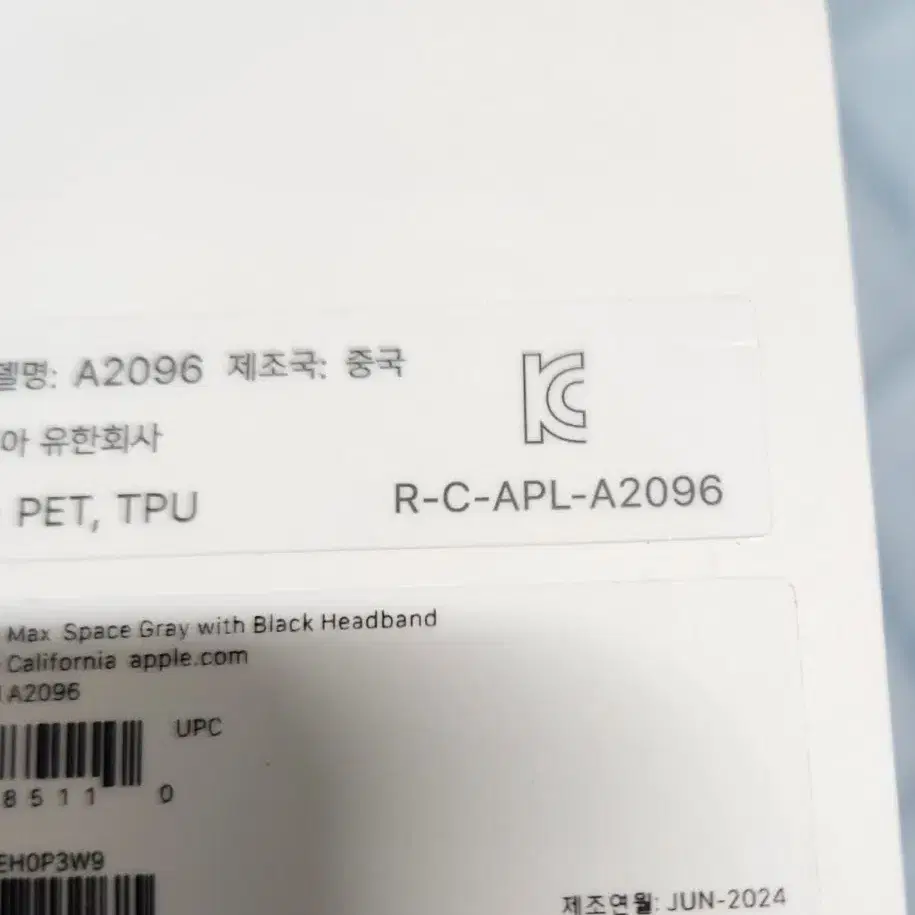 델명: A2096 제조국: 중국
아 유한회사
PET, TPU
R-C-APL-A2096
Max Space Gray with Black Headband
California apple.com
A2096
UPC
8511 0
EH0P3W9
제조연월: JUN-2024